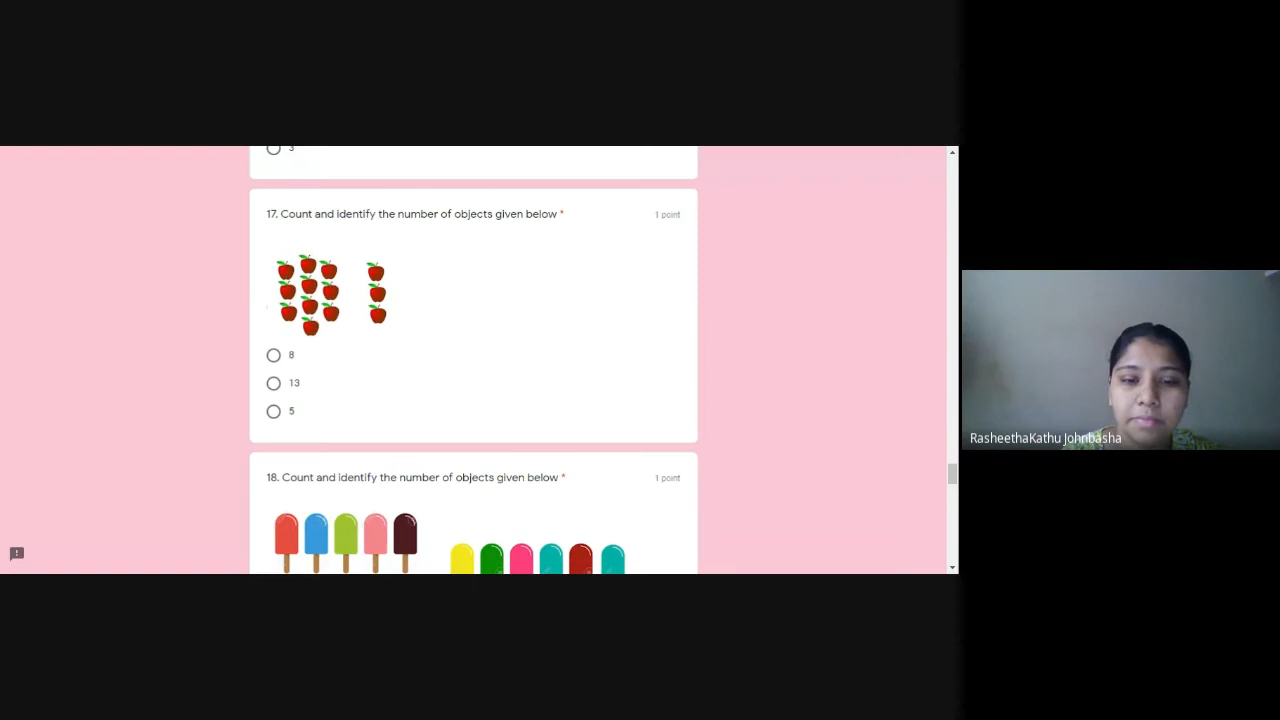 3
17. Count and identify the number of objects given below *
1 point
8
13
5
RasheethaKathu Johnbasha
18. Count and identify the number of objects given below *
1 point